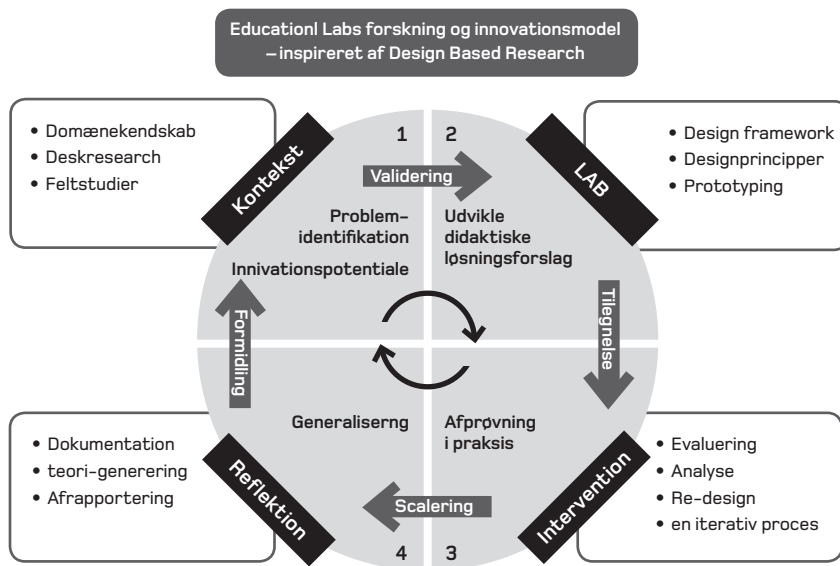 Educationl Labs forskning og innovationsmodel
– inspireret af Design Based Research
• Domænekendskab
• Deskresearch
• Feltstudier
Kontekst
1
2
Validering
LAB
• Design framework
• Designprincipper
• Prototyping
Problem-
identifikation
Innivationspotentiale
Udvikle
didaktiske
løsningsforslag
Formidling
Tilegnelse
Generaliserng
Afprøvning
i praksis
• Dokumentation
• teori-generering
• Afrapportering
Reflektion
Scalering
4
3
Intervention
• Evaluering
• Analyse
• Re-design
• en iterativ proces